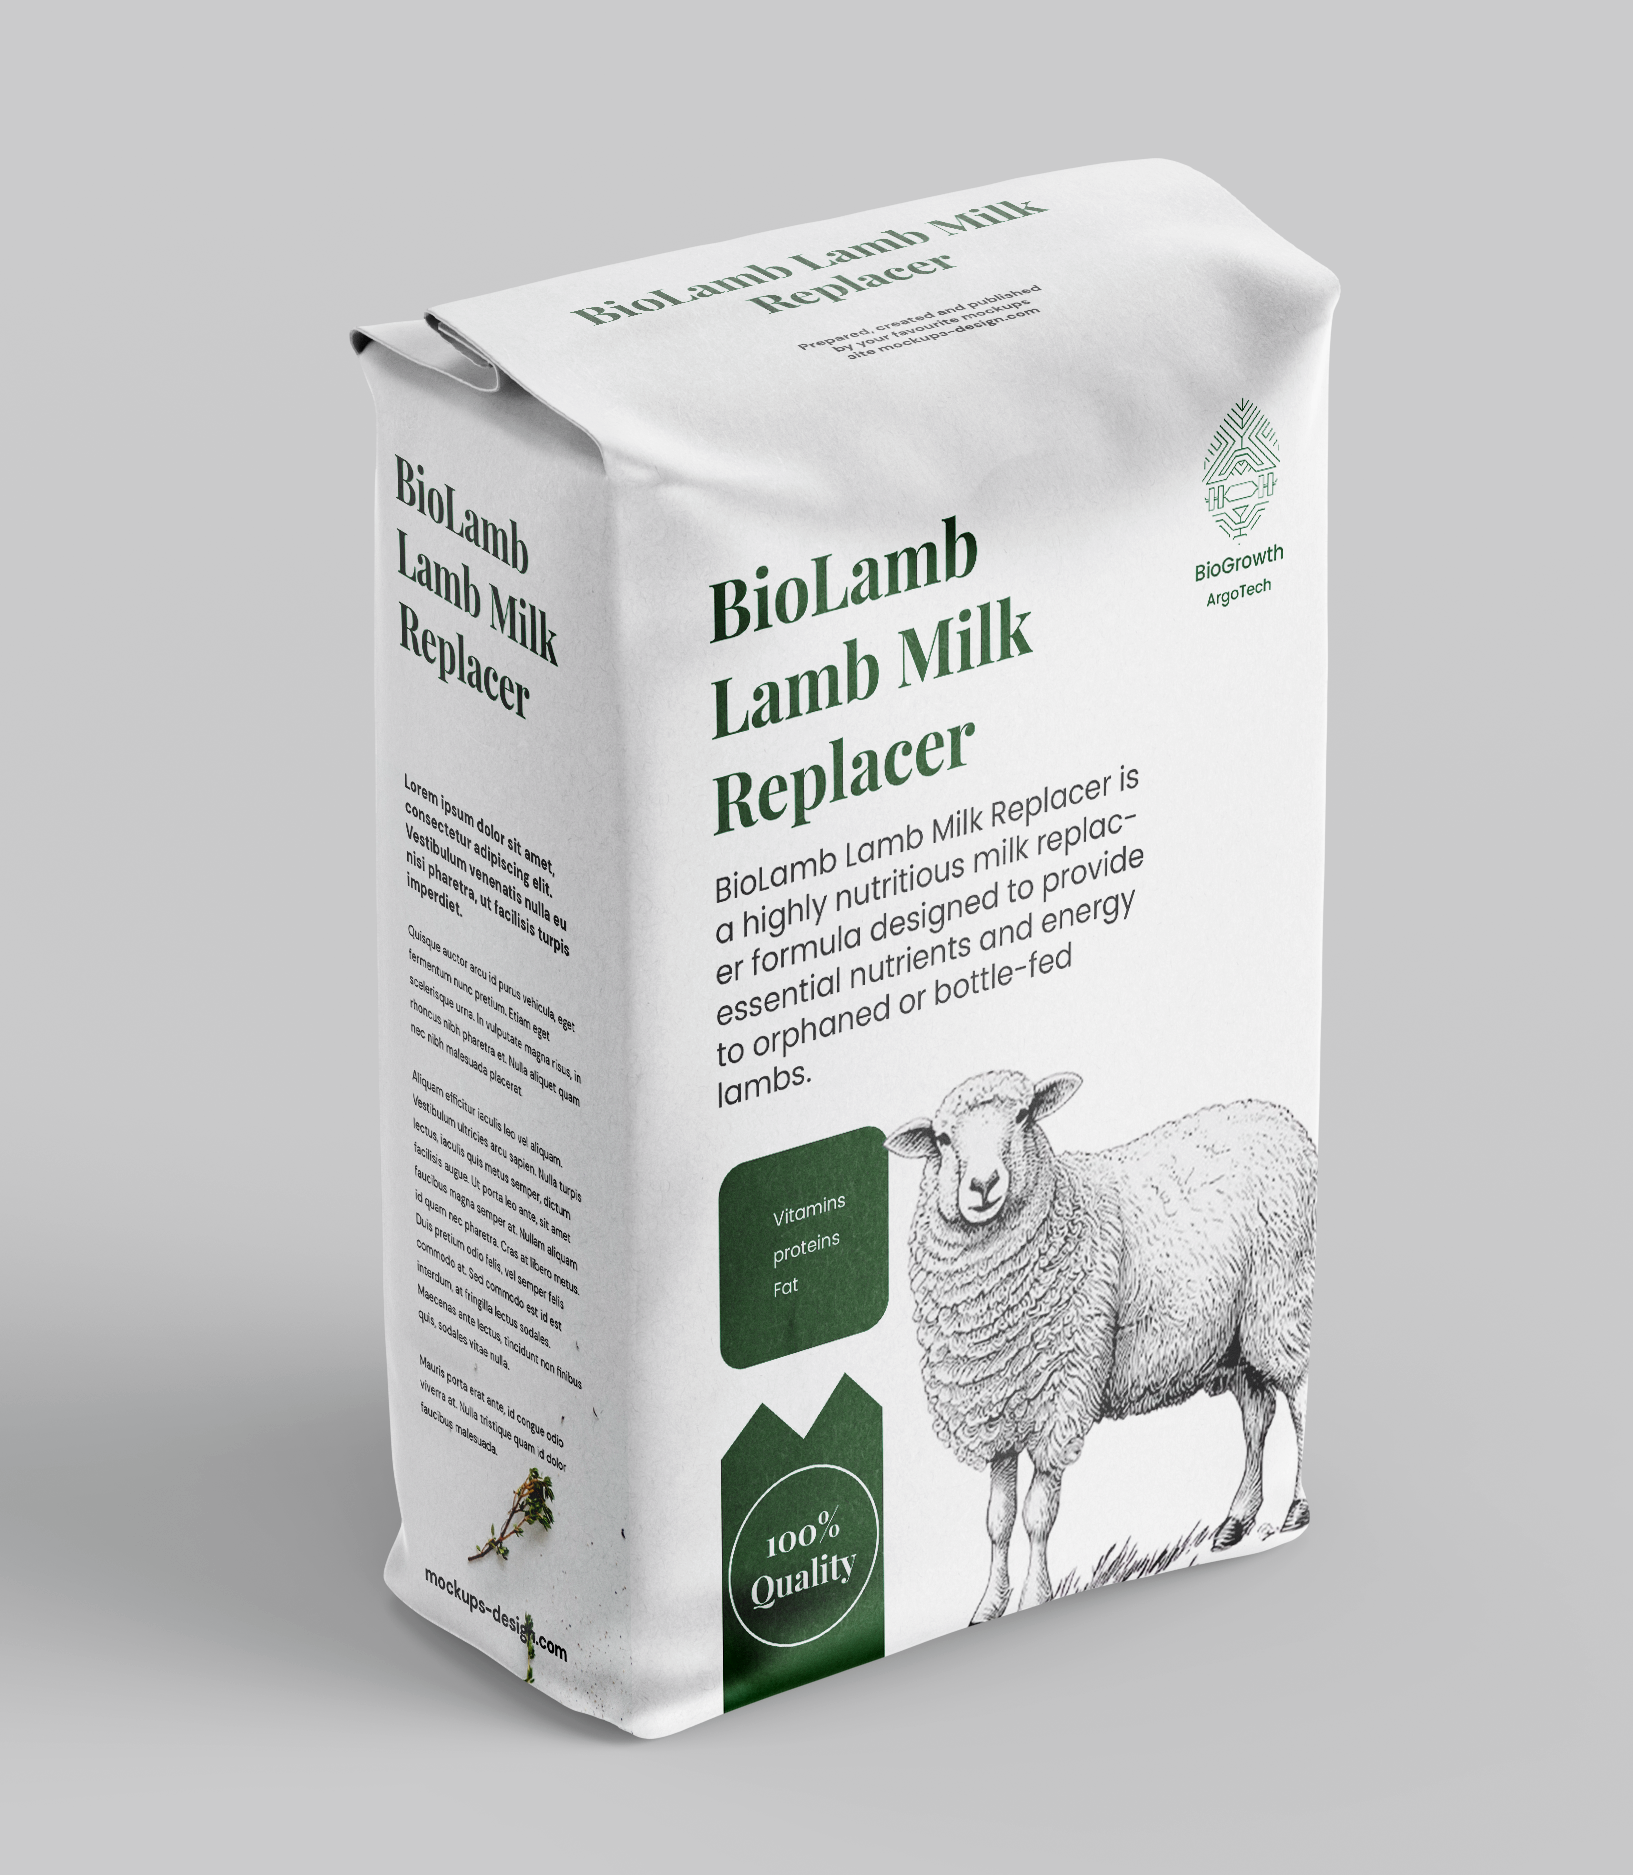 BioLamb Lamb Milk
Replacer
Prepared, created and published
by your favourite mockups
site mockups-design.com
BioGrowth
ArgoTech
BioLamb
Lamb Milk
Replacer
BioLamb Lamb Milk Replacer is
a highly nutritious milk replac-
er formula designed to provide
essential nutrients and energy
to orphaned or bottle-fed
lambs.
Vitamins
proteins
Fat
100%
Quality
BioLamb
Lamb Milk
Replacer
Lorem ipsum dolor sit amet,
consectetur adipiscing elit.
Vestibulum venenatis nulla eu
nisi pharetra, ut facilisis turpis
imperdiet.
Quisque auctor arcu id purus vehicula, eget
fermentum nunc pretium. Etiam eget
scelerisque urna. In vulputate magna risus, in
rhoncus nibh pharetra et. Nulla aliquet quam
nec nibh malesuada placerat
Aliquam efficitur iaculis leo vel aliquam.
Vestibulum ultricies arcu sapien. Nulla turpis
lectus, iaculis quis metus semper, dictum
facilisis augue. Ut porta leo ante, sit amet
faucibus magna semper at. Nullam aliquam
id quam nec pharetra. Cras at libero metus.
Duis pretium odio felis, vel semper felis
commodo at. Sed commodo est id est
interdum, at fringilla lectus sodales.
Maecenas ante lectus, tincidunt non finibus
quis, sodales vitae nulla.
Mauris porta erat ante, id congue odio
viverra at. Nulla tristique quam id dolor
faucibus malesuada.
mockups-design.com